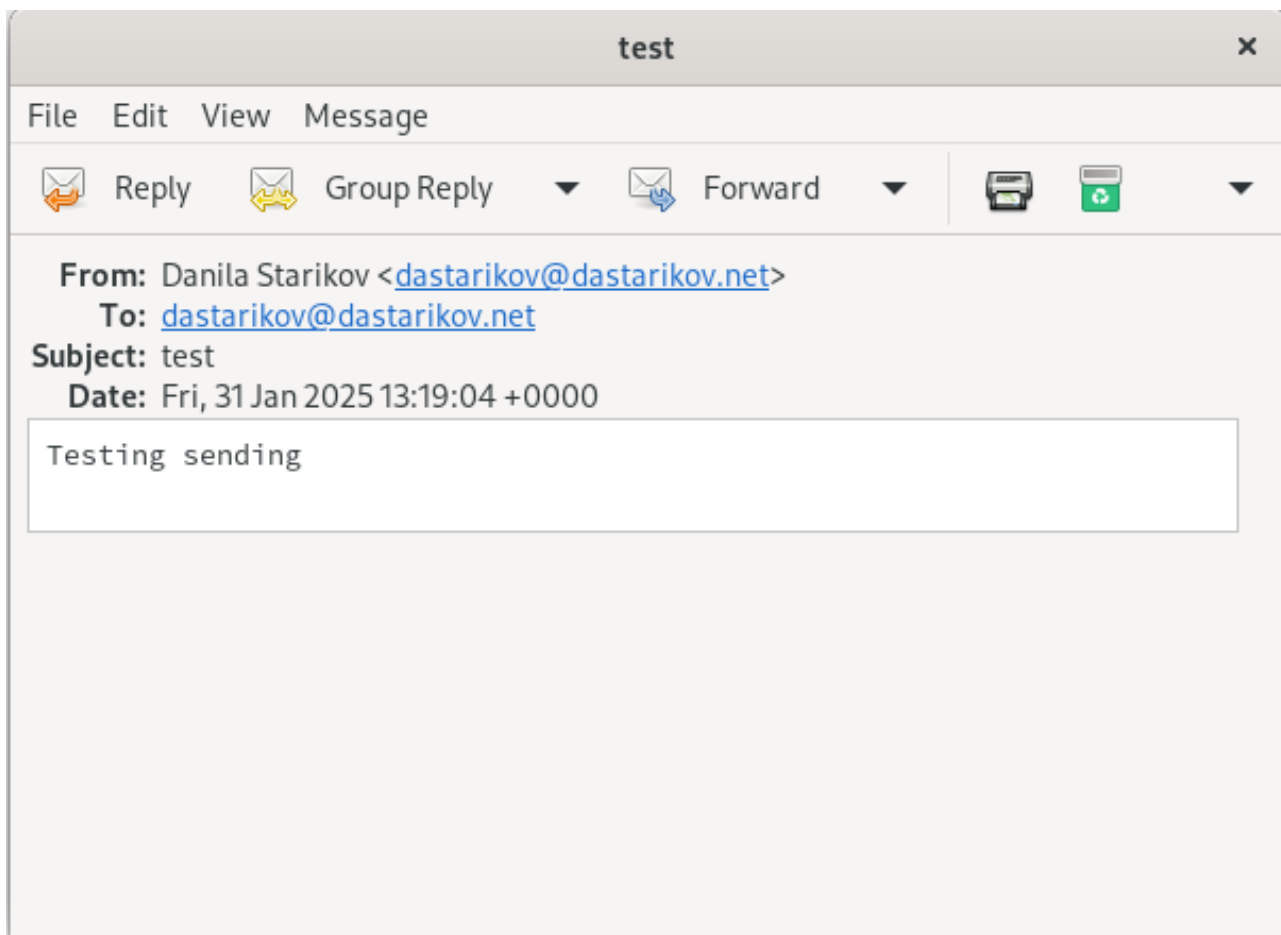 test ×
File Edit View Message
Reply Group Reply Forward
From: Danila Starikov <dastarikov@dastarikov.net>
To: dastarikov@dastarikov.net
Subject: test
Date: Fri, 31 Jan 2025 13:19:04 +0000
Testing sending